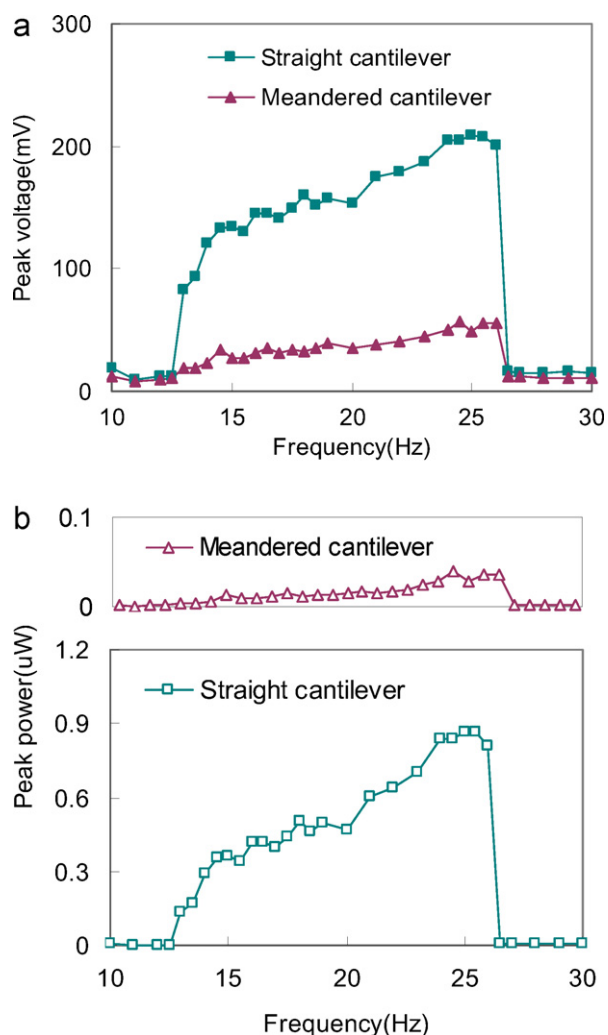 a
300
Straight cantilever
Meandered cantilever
200
Peak voltage(mV)
100
0
10 15 20 25 30
Frequency(Hz)
b
0.1
Meandered cantilever
0
1.2
Straight cantilever
0.9
Peak power(uW)
0.6
0.3
0
10 15 20 25 30
Frequency(Hz)